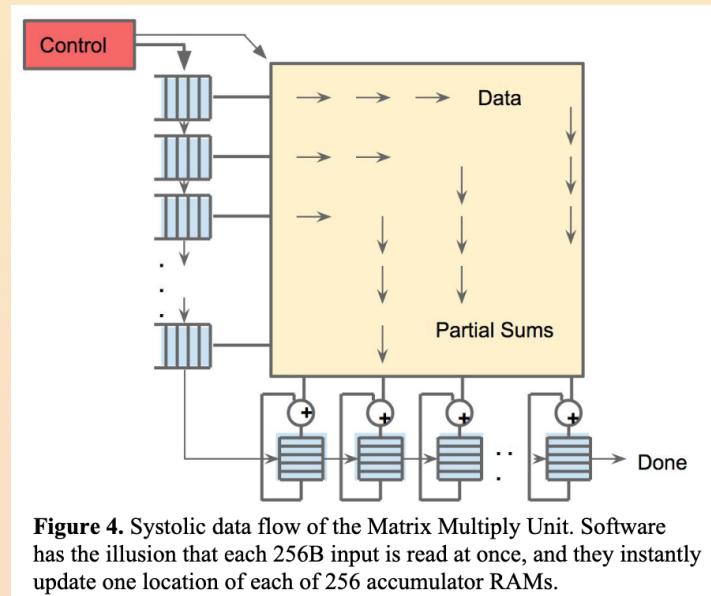 Control
Data
Partial Sums
+ + + +
Done
Figure 4. Systolic data flow of the Matrix Multiply Unit. Software
has the illusion that each 256B input is read at once, and they instantly
update one location of each of 256 accumulator RAMs.